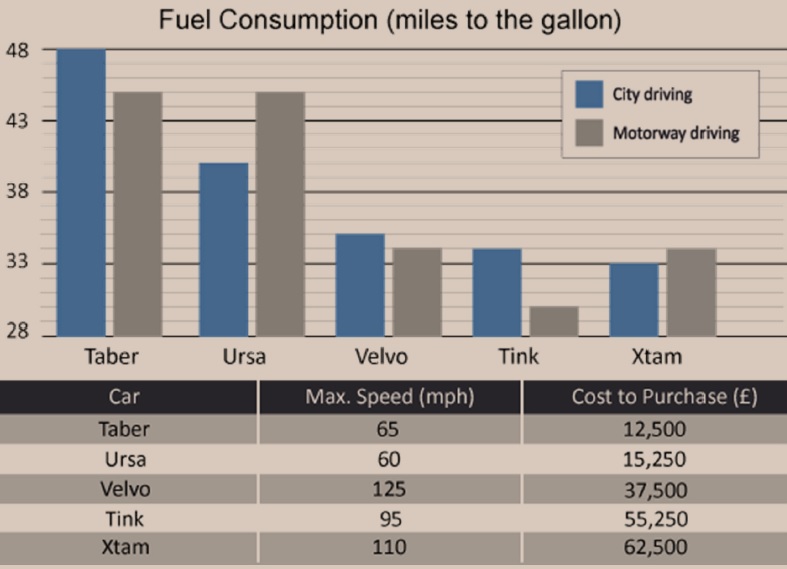 Fuel Consumption (miles to the gallon)
48
City driving
43
Motorway driving
38
33
28
Taber Ursa Velvo Tink Xtam
Car Max. Speed (mph) Cost to Purchase (£)
Taber 65 12,500
Ursa 60 15,250
Velvo 125 37,500
Tink 95 55,250
Xtam 110 62,500